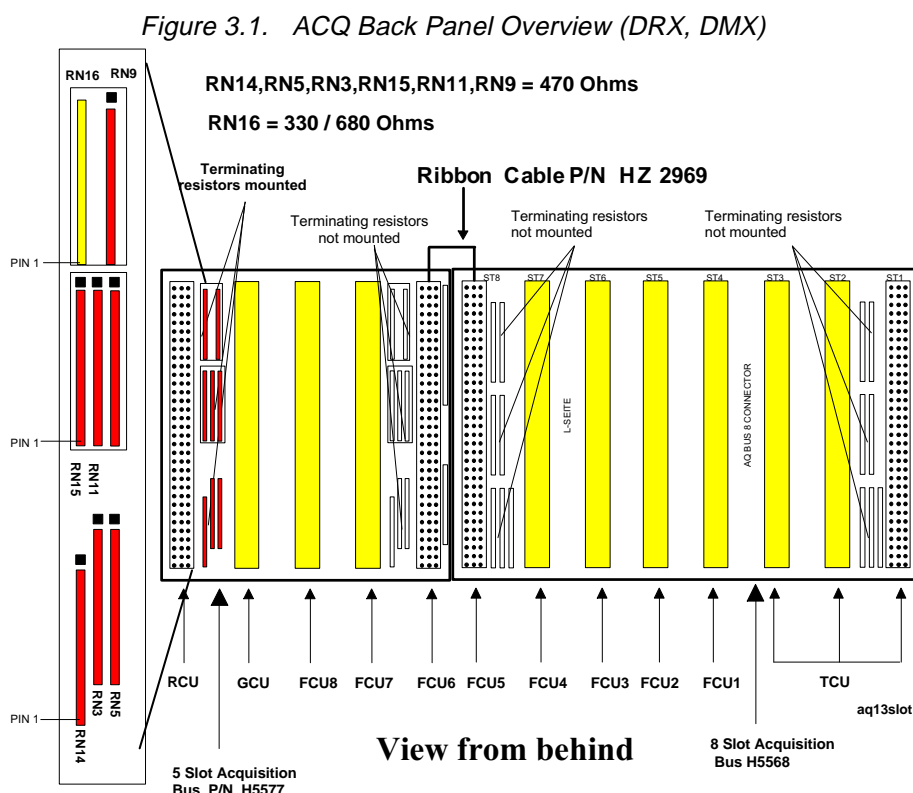 Figure 3.1. ACQ Back Panel Overview (DRX, DMX)
RN16 RN9
RN14,RN5,RN3,RN15,RN11,RN9 = 470 Ohms
RN16 = 330 / 680 Ohms
Terminating
resistors mounted
Ribbon Cable P/N HZ 2969
Terminating resistors
not mounted
Terminating resistors
not mounted
Terminating resistors
not mounted
PIN 1
ST8 ST7 ST6 ST5 ST4 ST3 ST2 ST1
L-SEITE
AQ BUS 8 CONNECTOR
PIN 1
RN15
RN11
PIN 1
RN14
RN3
RN5
RCU GCU FCU8 FCU7 FCU6 FCU5 FCU4 FCU3 FCU2 FCU1 TCU
aq13slot
View from behind
5 Slot Acquisition
Bus P/N H5577
8 Slot Acquisition
Bus H5568